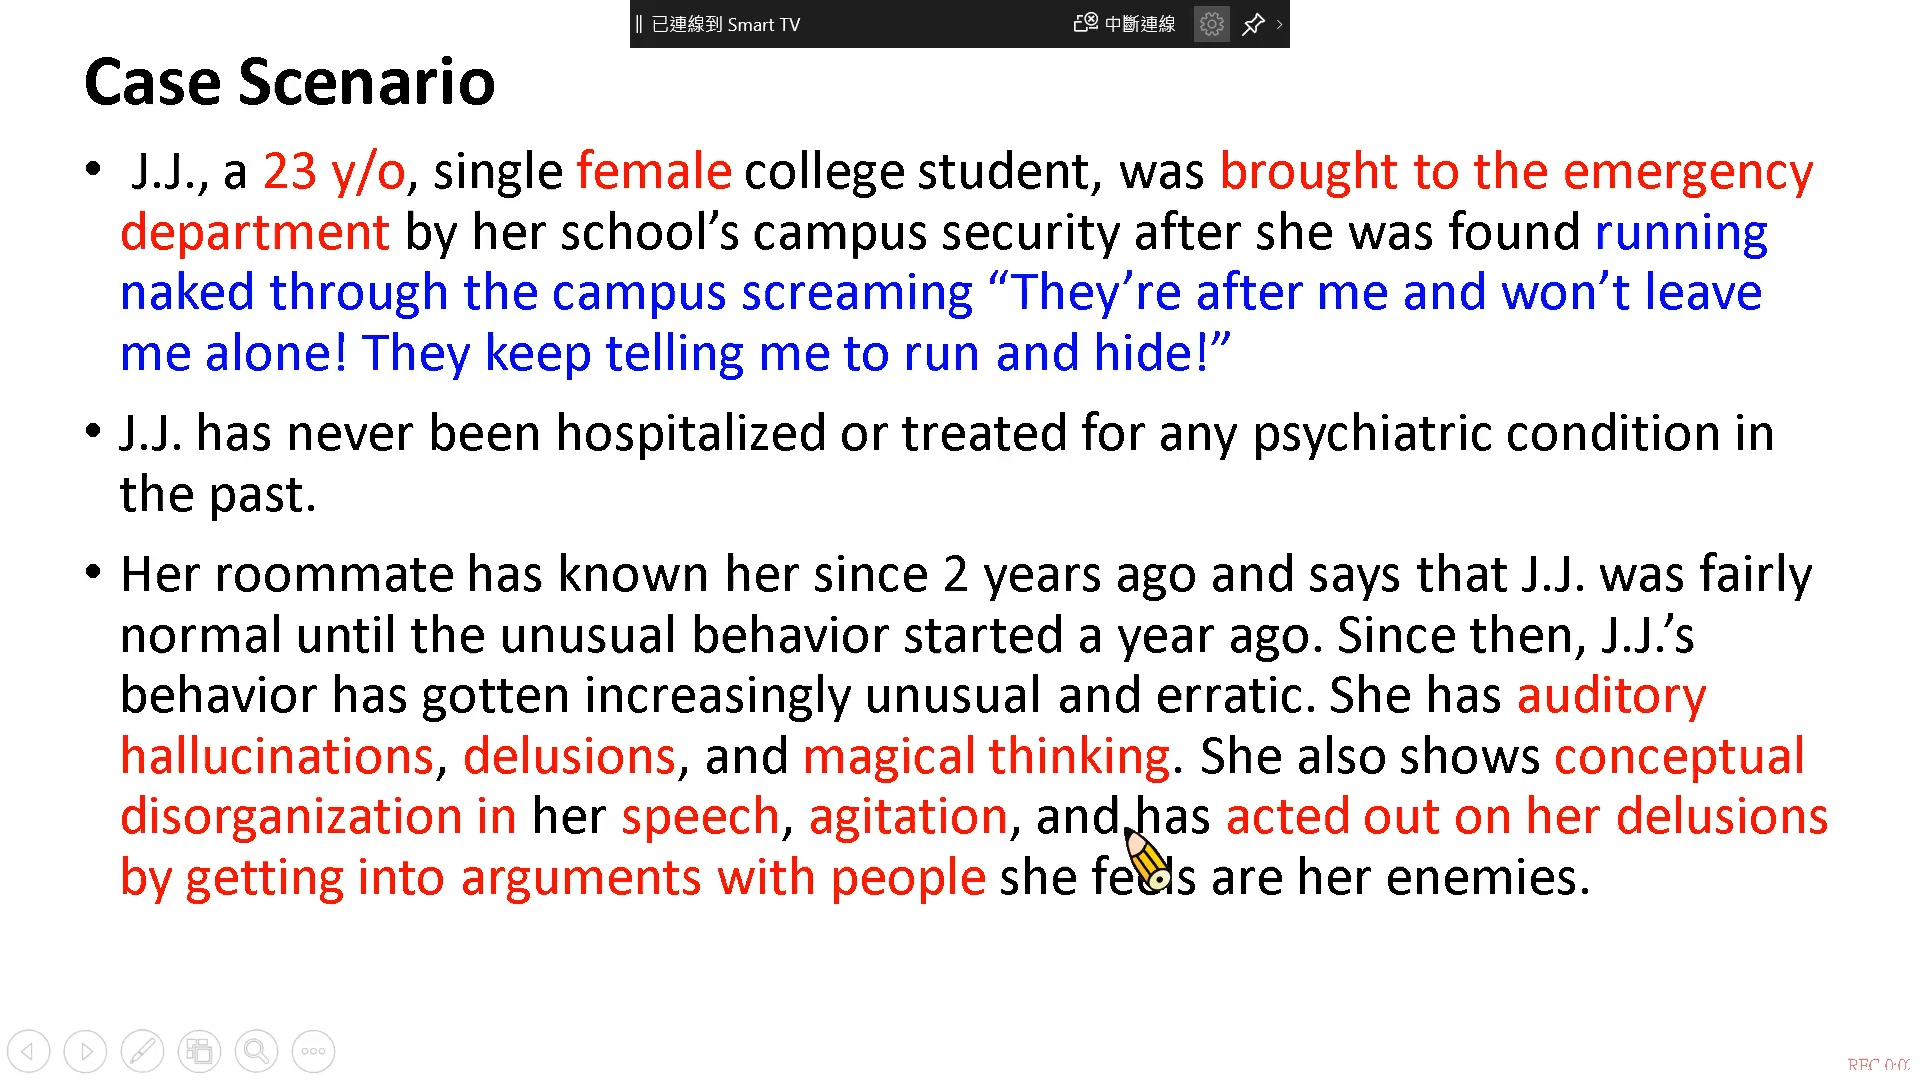 已連線到 Smart TV 中斷連線
Case Scenario
• J.J., a 23 y/o, single female college student, was brought to the emergency
department by her school’s campus security after she was found running
naked through the campus screaming “They’re after me and won’t leave
me alone! They keep telling me to run and hide!”
• J.J. has never been hospitalized or treated for any psychiatric condition in
the past.
• Her roommate has known her since 2 years ago and says that J.J. was fairly
normal until the unusual behavior started a year ago. Since then, J.J.’s
behavior has gotten increasingly unusual and erratic. She has auditory
hallucinations, delusions, and magical thinking. She also shows conceptual
disorganization in her speech, agitation, and has acted out on her delusions
by getting into arguments with people she feels are her enemies.
REC